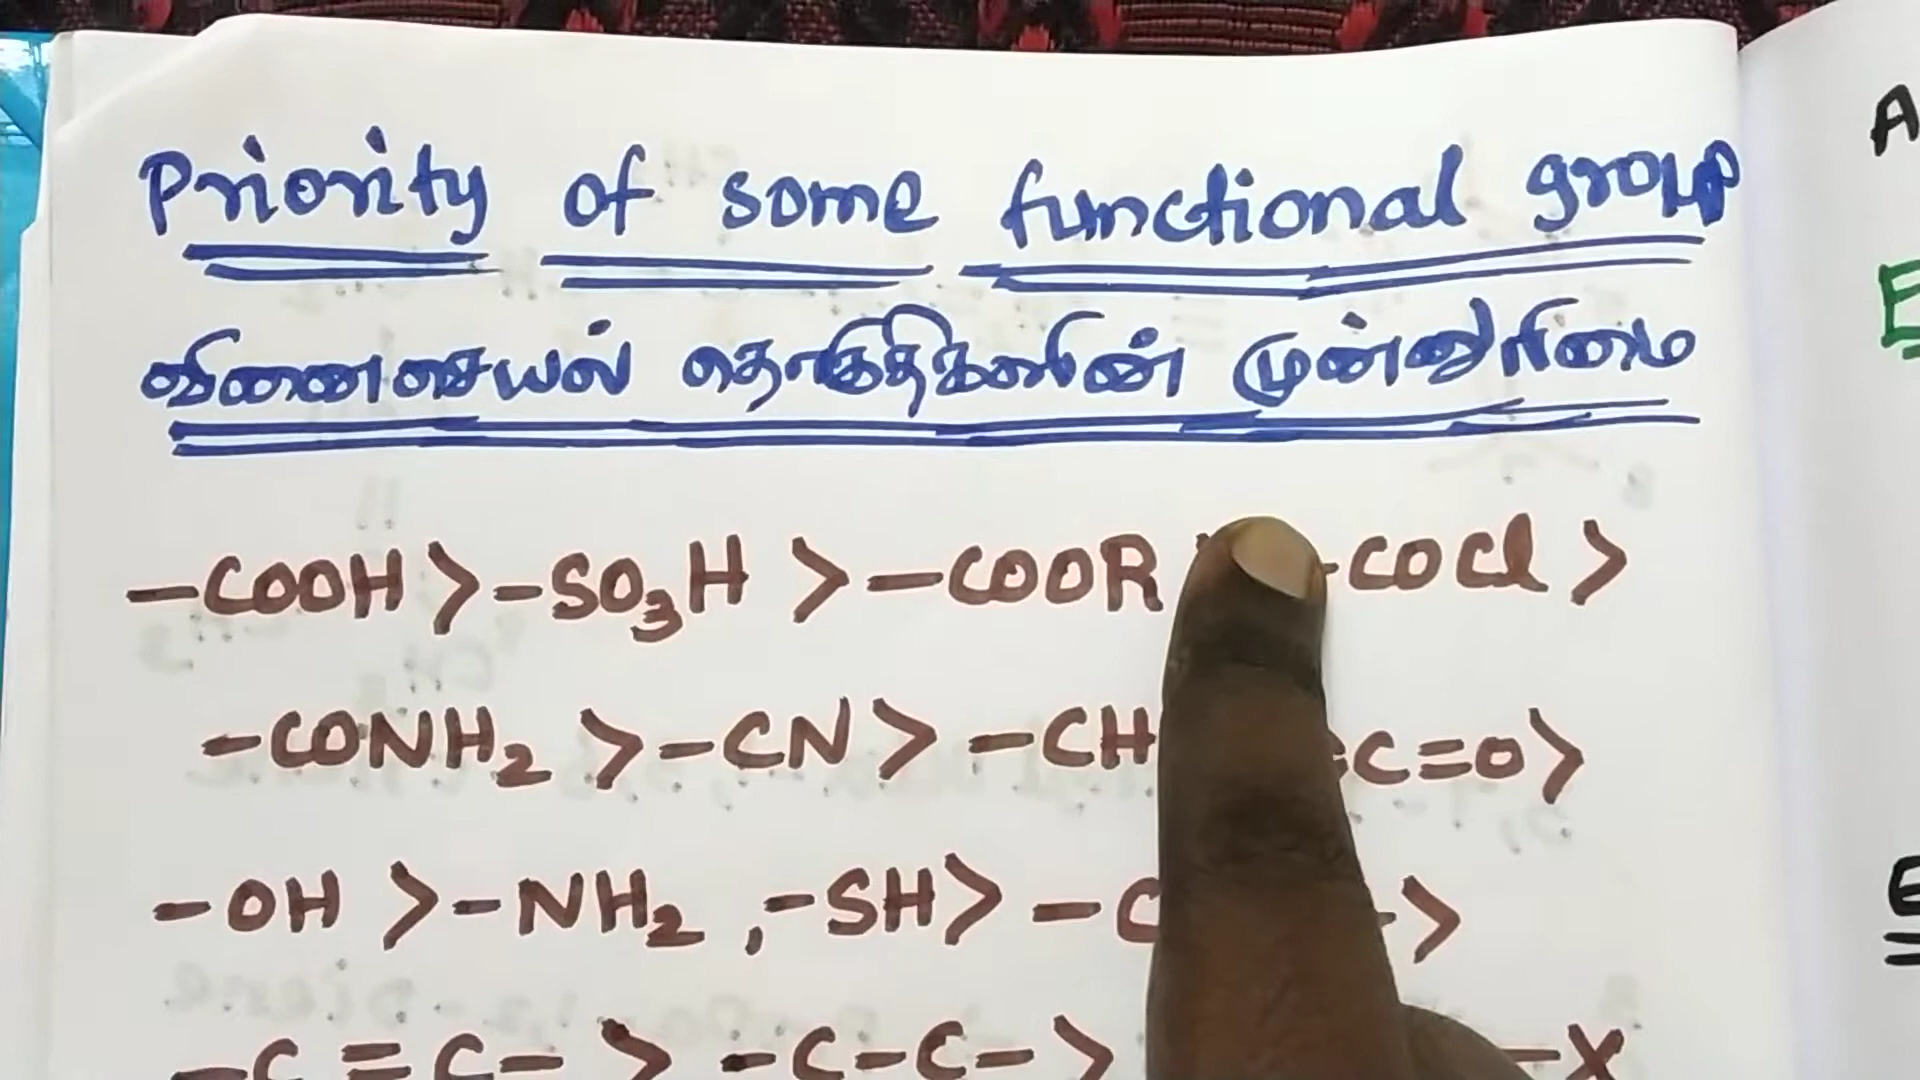 Priority of some functional group
வினைசெயல் தொகுதிகளின் முன்னுரிமை
-COOH > -SO₃H > -COOR -COCl >
-CONH₂ > -CN > -CH C=O >
-OH > -NH₂, -SH > -C - >
-C=C- > -C-C- > -X
A
E
E